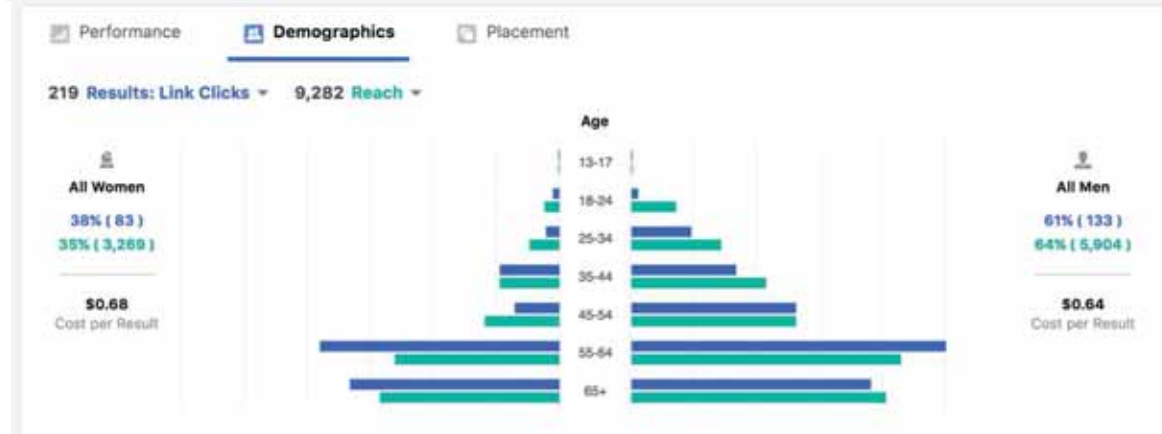 Performance Demographics Placement
219 Results: Link Clicks 9,282 Reach
Age
All Women
38% ( 83 )
35% ( 3,269 )
$0.68
Cost per Result
13-17
18-24
25-34
35-44
45-54
55-64
65+
All Men
61% ( 133 )
64% ( 5,904 )
$0.64
Cost per Result